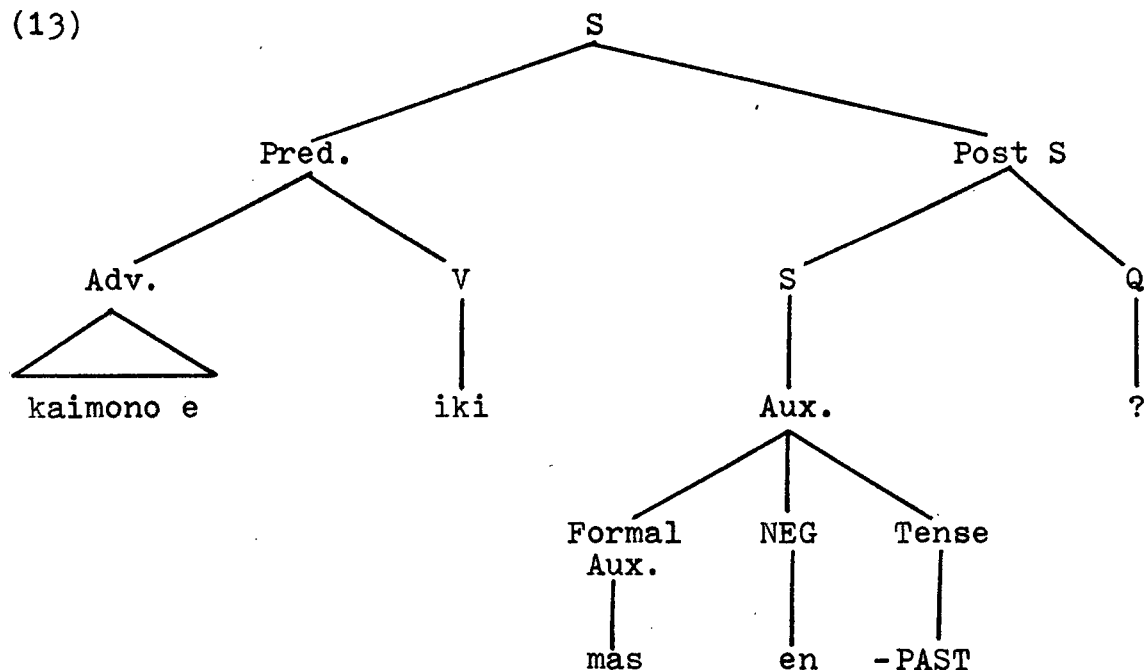 (13)
S
Pred. Post S
Adv. V S Q
kaimono e iki Aux. ?
Formal NEG Tense
Aux.
mas en -PAST